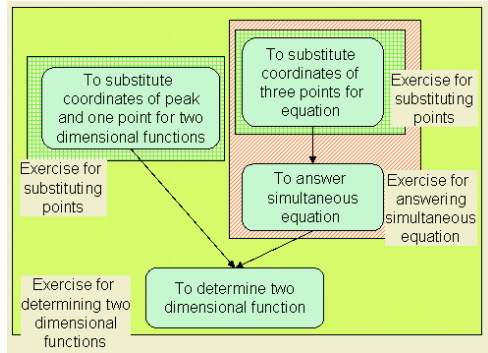 To substitute
coordinates of peak
and one point for two
dimensional functions
Exercise for
substituting
points
To substitute
coordinates of
three points for
equation
Exercise for
substituting
points
To answer
simultaneous
equation
Exercise for
answering
simultaneous
equation
To determine two
dimensional function
Exercise for
determining two
dimensional
functions